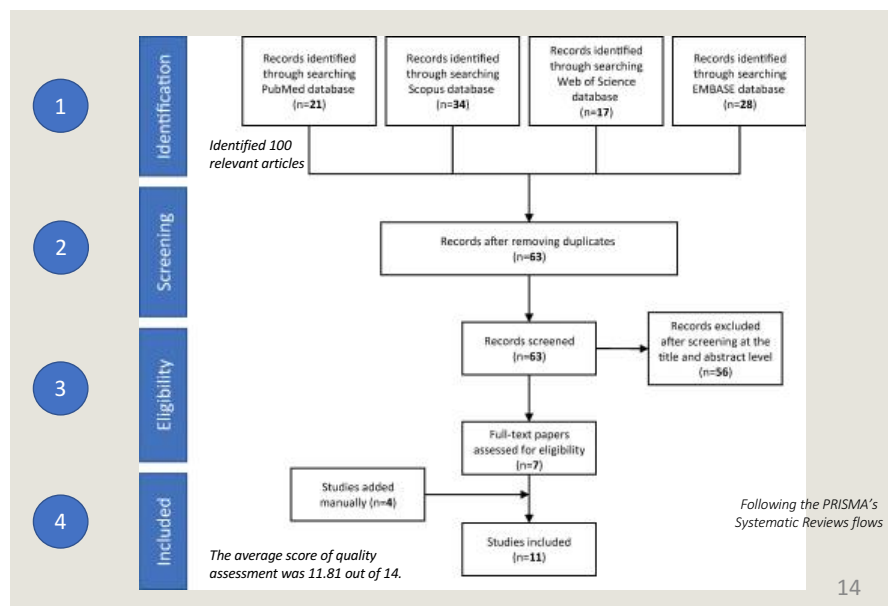 1
Identification
Records identified
through searching
PubMed database
(n=21)
Records identified
through searching
Scopus database
(n=34)
Records identified
through searching
Web of Science
database
(n=17)
Records identified
through searching
EMBASE database
(n=28)
Identified 100
relevant articles
2
Screening
Records after removing duplicates
(n=63)
3
Eligibility
Records screened
(n=63)
Records excluded
after screening at the
title and abstract level
(n=56)
Full-text papers
assessed for eligibility
(n=7)
4
Included
Studies added
manually (n=4)
Studies included
(n=11)
The average score of quality
assessment was 11.81 out of 14.
Following the PRISMA's
Systematic Reviews flows
14